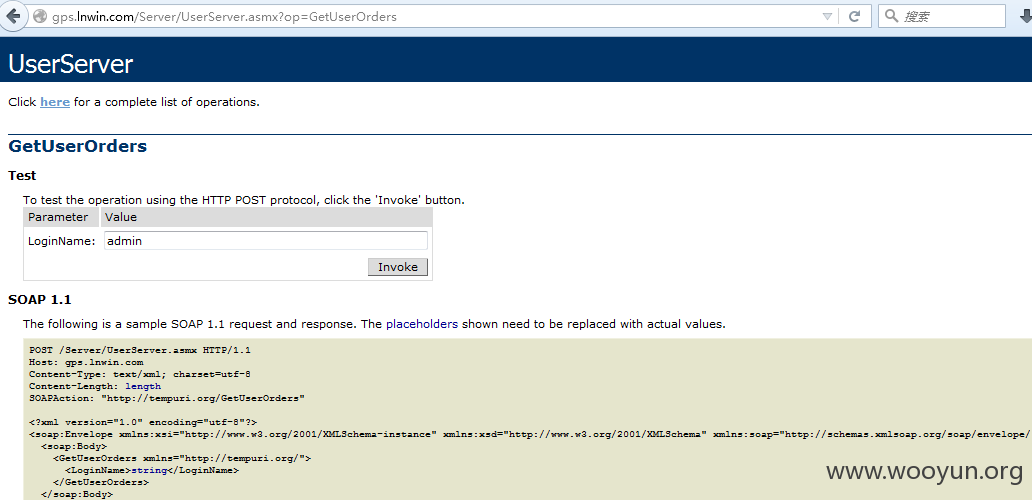 gps.lnwin.com/Server/UserServer.asmx?op=GetUserOrders
搜索
UserServer
Click here for a complete list of operations.
GetUserOrders
Test
To test the operation using the HTTP POST protocol, click the 'Invoke' button.
Parameter Value
LoginName: admin
Invoke
SOAP 1.1
The following is a sample SOAP 1.1 request and response. The placeholders shown need to be replaced with actual values.
POST /Server/UserServer.asmx HTTP/1.1
Host: gps.lnwin.com
Content-Type: text/xml; charset=utf-8
Content-Length: length
SOAPAction: "http://tempuri.org/GetUserOrders"
<?xml version="1.0" encoding="utf-8"?>
<soap:Envelope xmlns:xsi="http://www.w3.org/2001/XMLSchema-instance" xmlns:xsd="http://www.w3.org/2001/XMLSchema" xmlns:soap="http://schemas.xmlsoap.org/soap/envelope/
<soap:Body>
<GetUserOrders xmlns="http://tempuri.org/">
<LoginName>string</LoginName>
</GetUserOrders>
</soap:Body>
www.wooyun.org